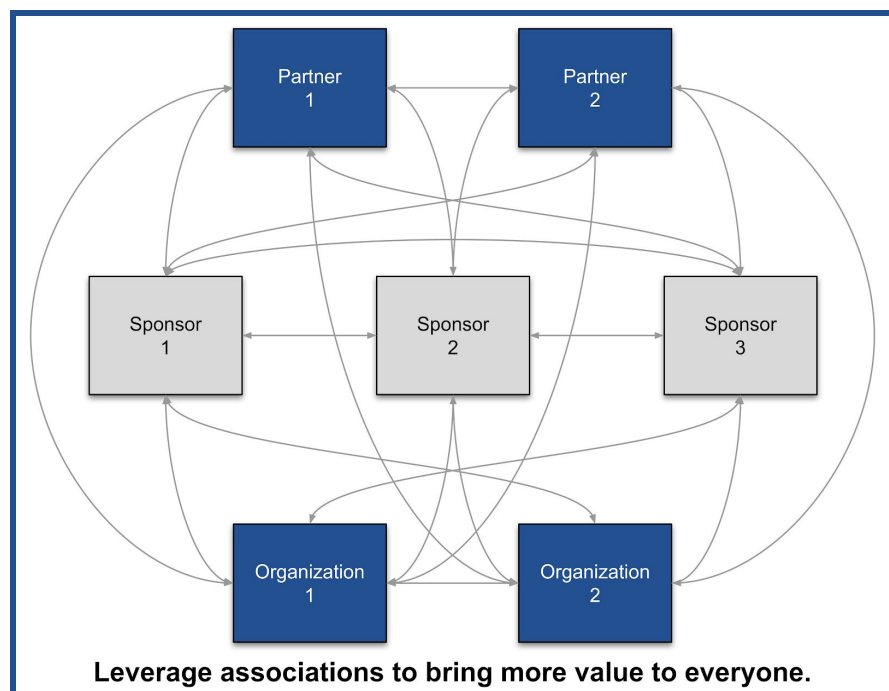 Partner
1
Partner
2
Sponsor
1
Sponsor
2
Sponsor
3
Organization
1
Organization
2
Leverage associations to bring more value to everyone.